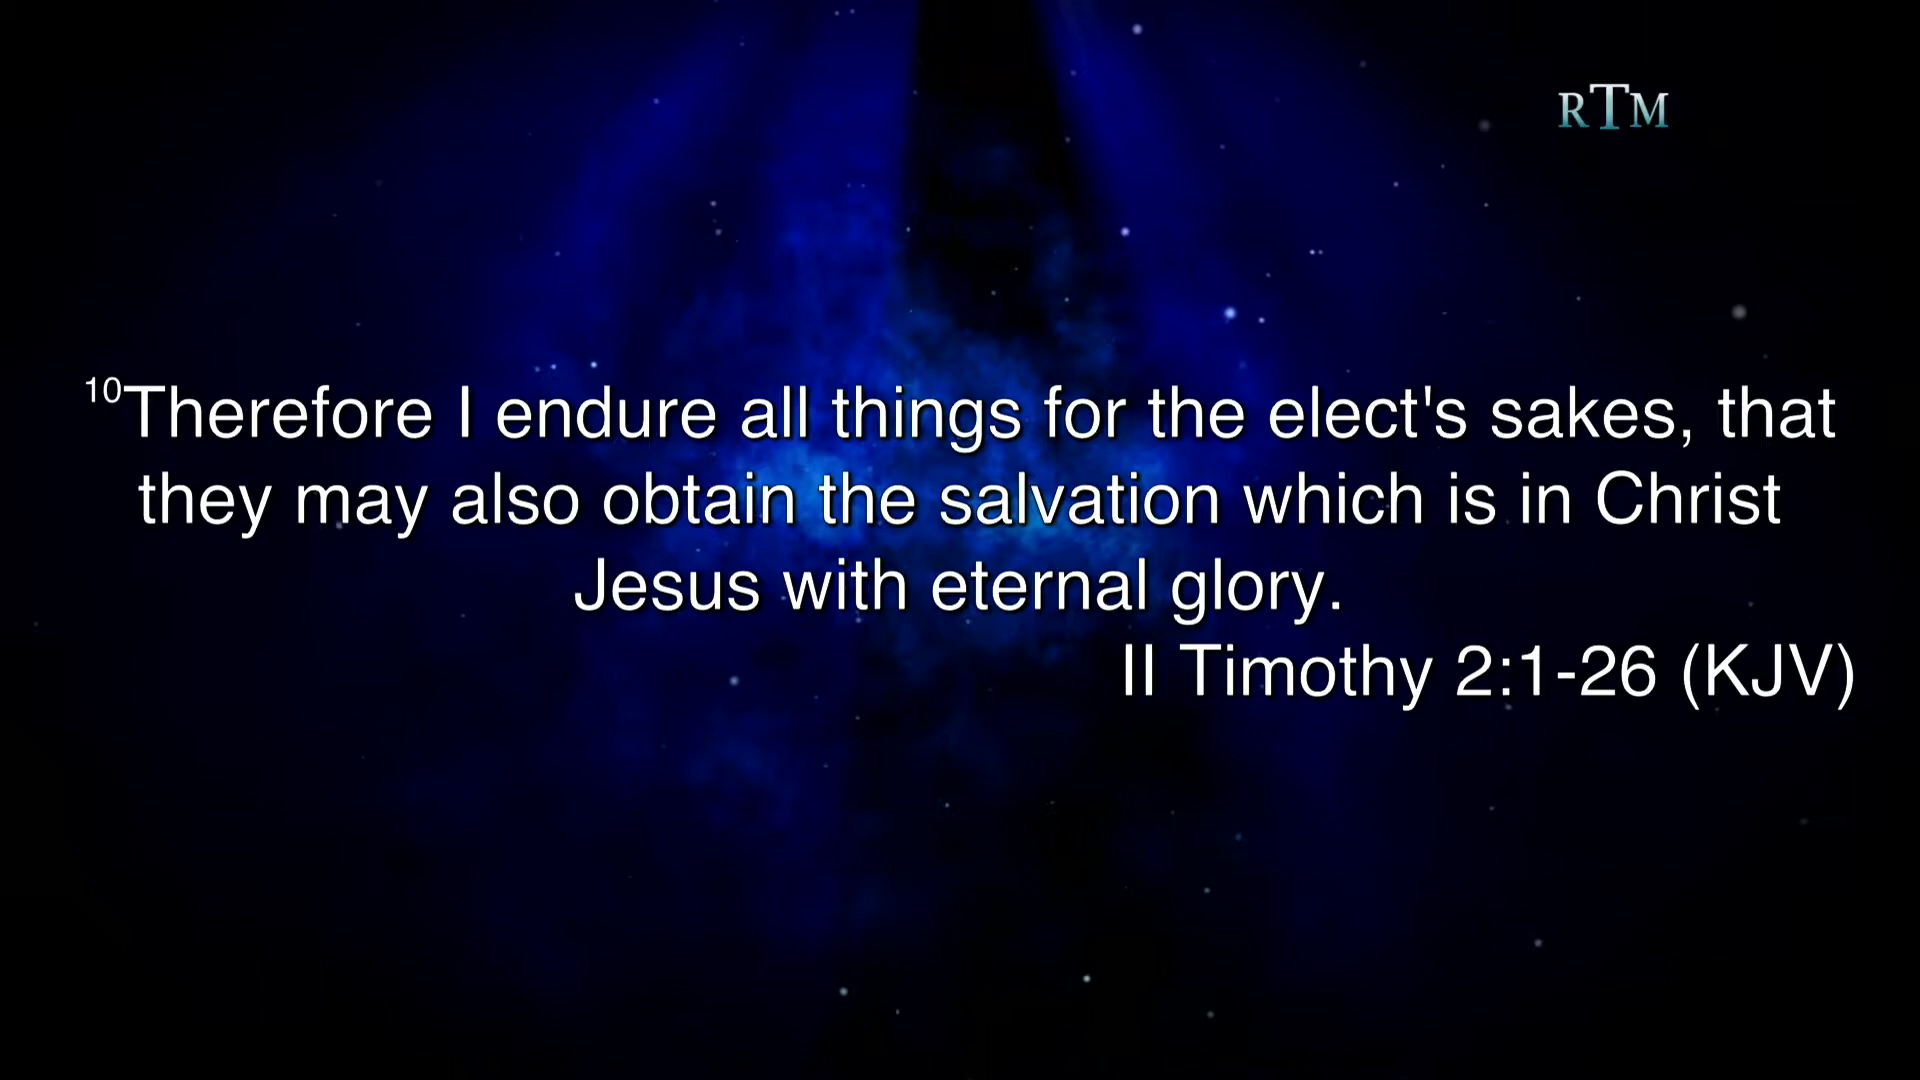 RTM
10Therefore I endure all things for the elect's sakes, that
they may also obtain the salvation which is in Christ
Jesus with eternal glory.
II Timothy 2:1-26 (KJV)